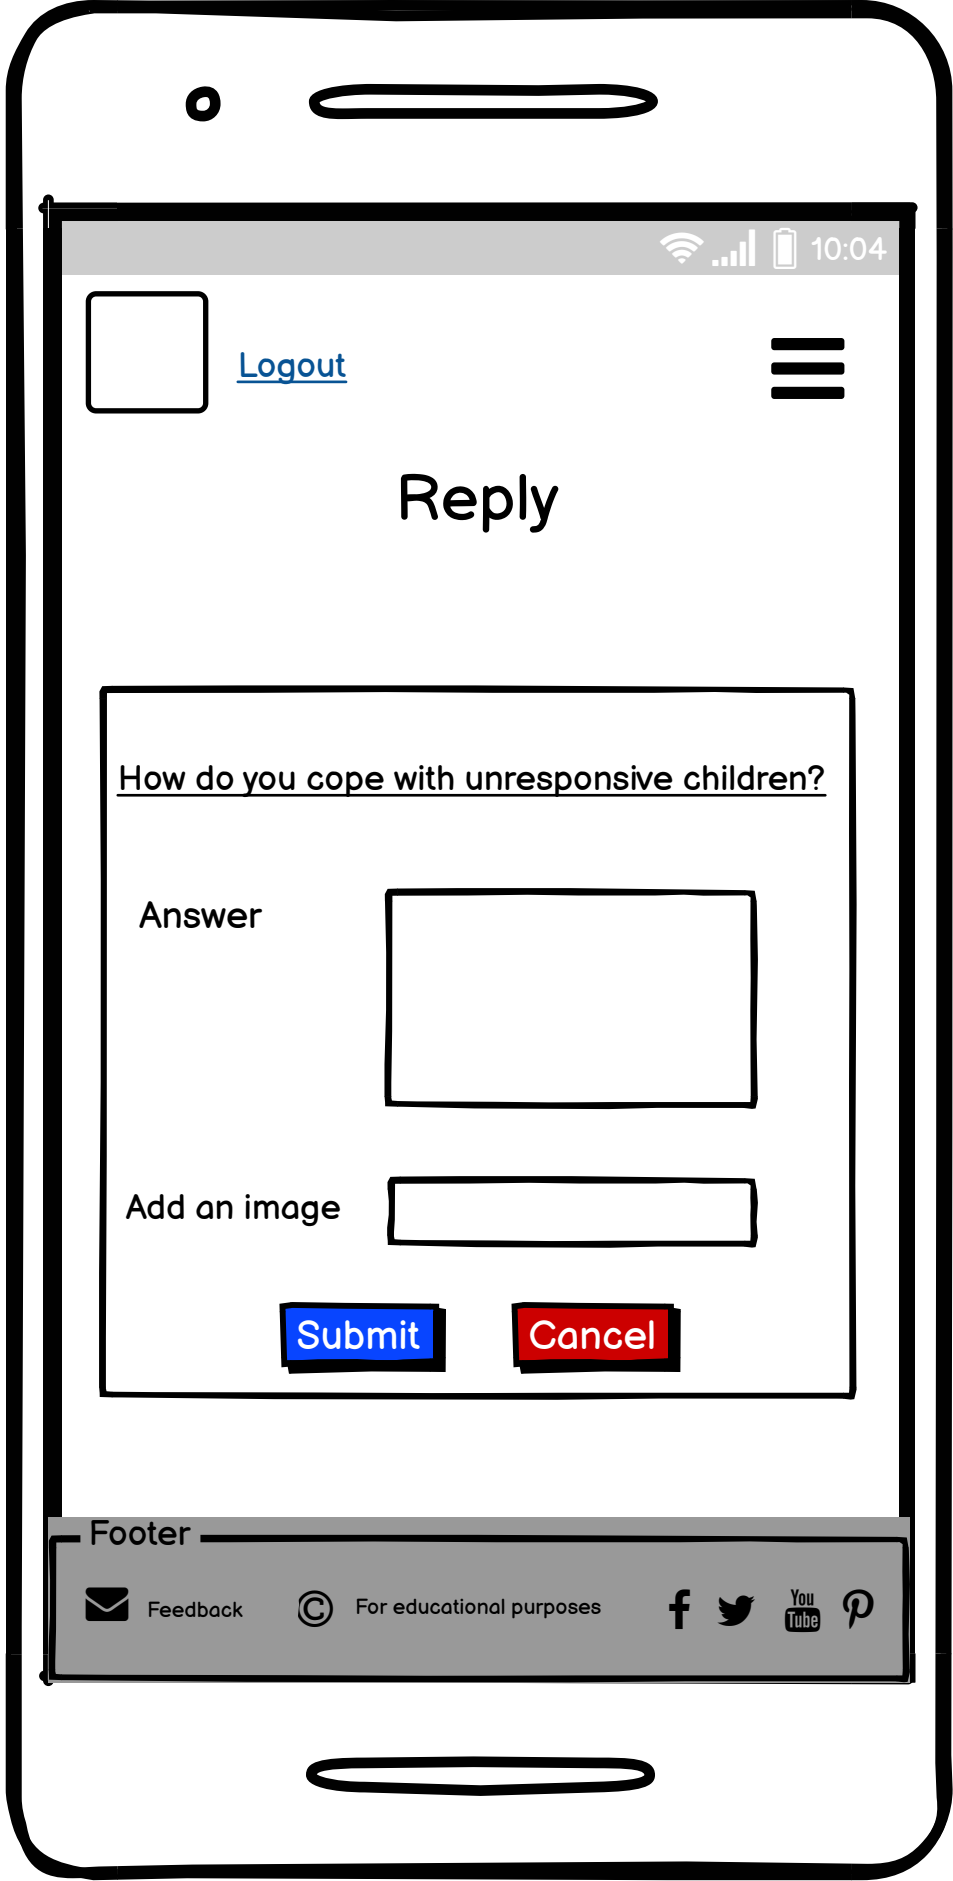 10:04
Logout
Reply
How do you cope with unresponsive children?
Answer
Add an image
Submit Cancel
Footer
Feedback © For educational purposes f You Tube